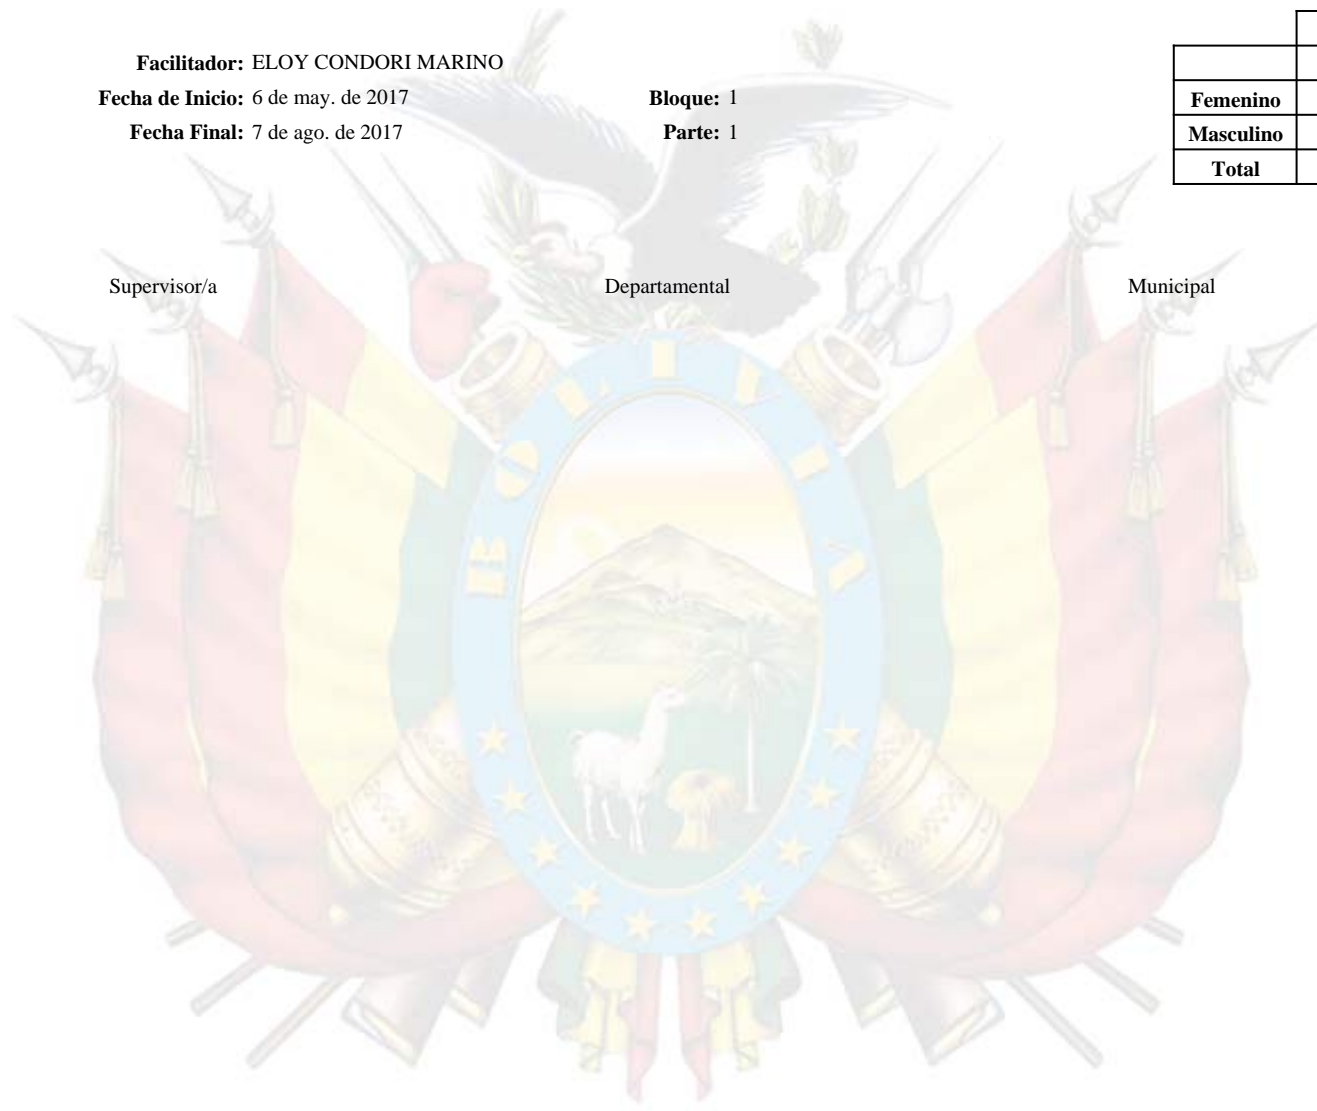 Facilitador: ELOY CONDORI MARINO
Fecha de Inicio: 6 de may. de 2017 Bloque: 1
Fecha Final: 7 de ago. de 2017 Parte: 1
Femenino
Masculino
Total
Supervisor/a Departamental Municipal
BOLIVIA